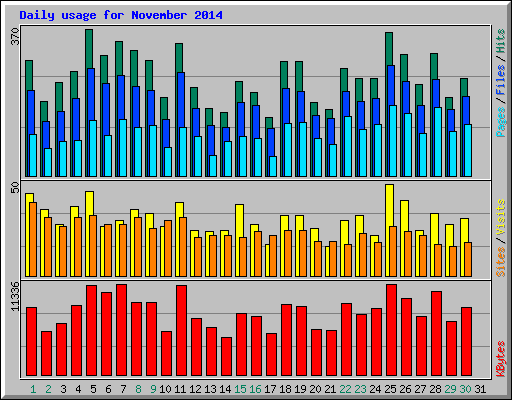 Daily usage for November 2014
370
Pages / Files / Hits
50
Sites / Visits
11336
KBytes
1 2 3 4 5 6 7 8 9 10 11 12 13 14 15 16 17 18 19 20 21 22 23 24 25 26 27 28 29 30 31